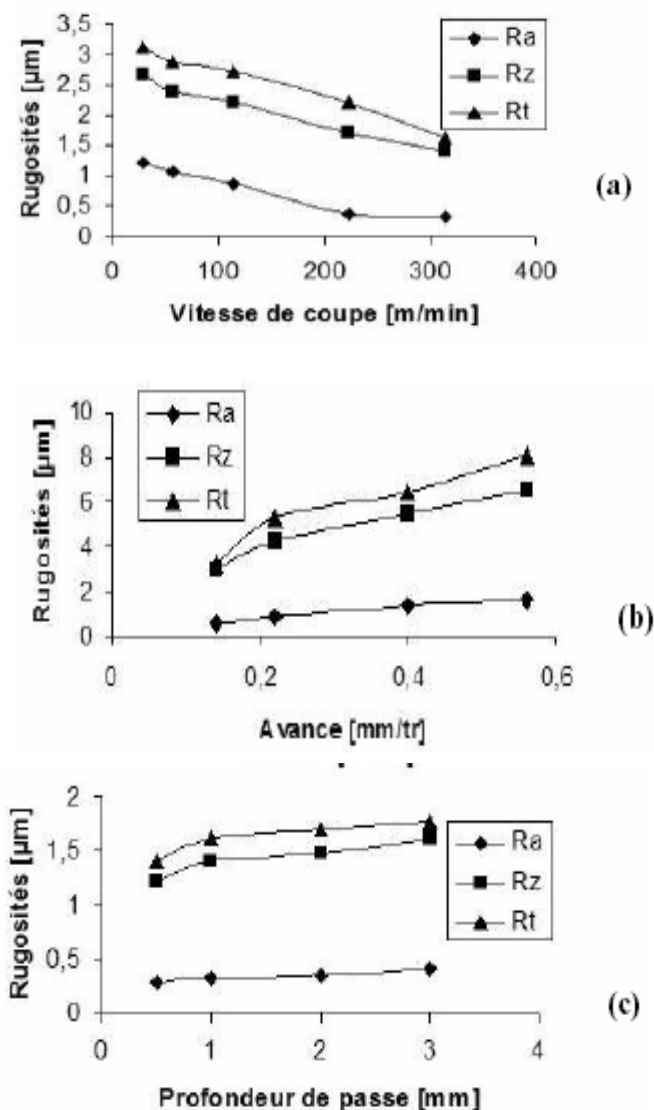 3,5
3
2,5
2
1,5
1
0,5
0
Rugosités [µm]
Ra
Rz
Rt
(a)
0 100 200 300 400
Vitesse de coupe [m/min]
Ra
Rz
Rt
10
8
6
4
2
0
Rugosités [µm]
(b)
0 0,2 0,4 0,6
Avance [mm/tr]
2
1,5
1
0,5
0
Rugosités [µm]
Ra
Rz
Rt
(c)
0 1 2 3 4
Profondeur de passe [mm]